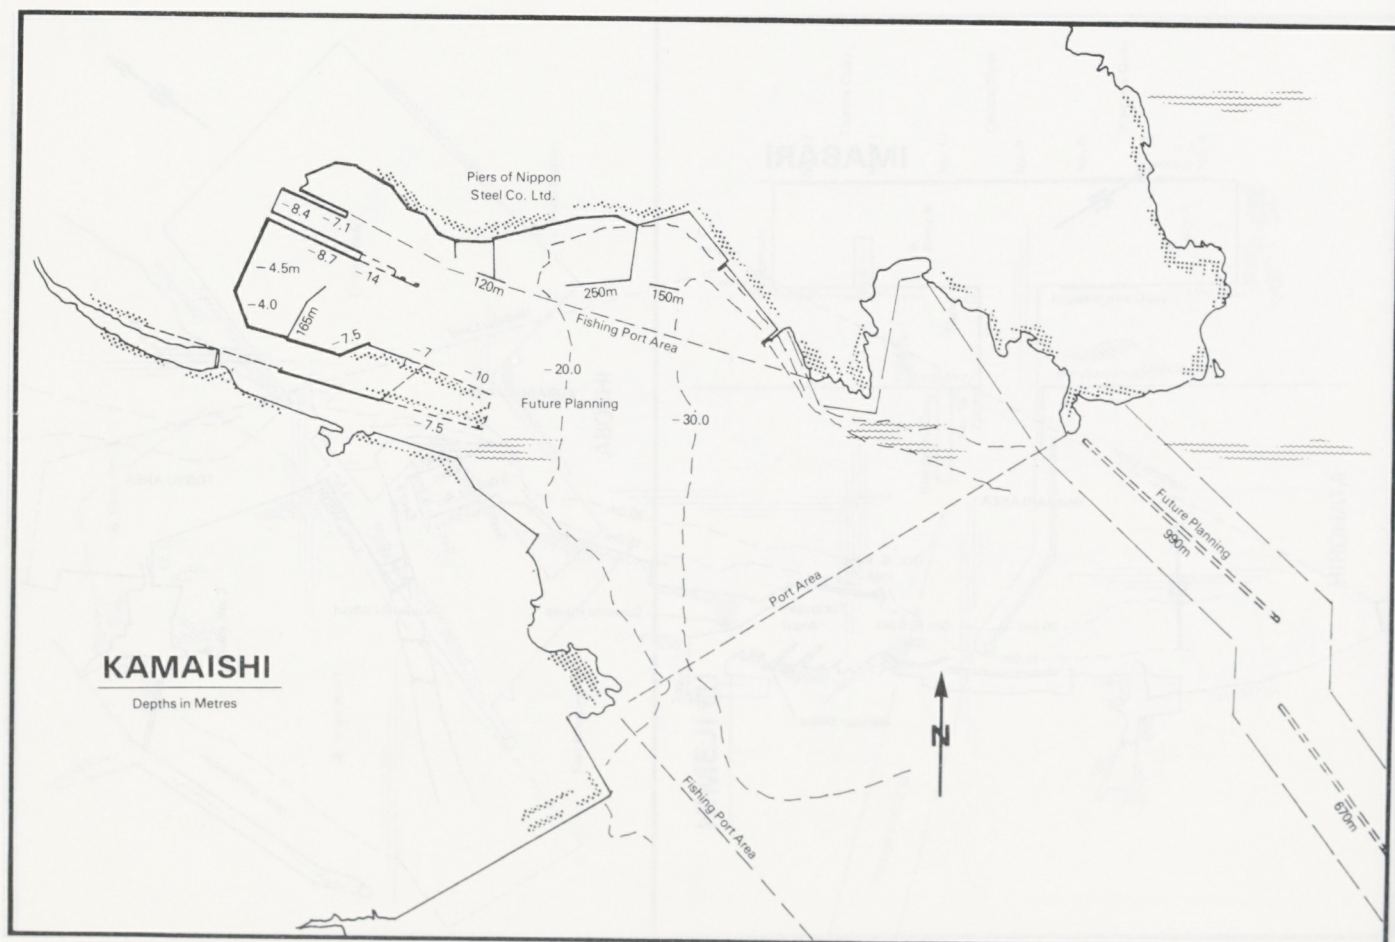 Piers of Nippon
Steel Co. Ltd.
-8.4
-7.1
-8.7
-14
-4.5m
-4.0
165m
-7.5
-7
-10
-7.5
120m
250m
150m
Fishing Port Area
-20.0
Future Planning
-30.0
Future Planning
990m
Port Area
KAMAISHI
Depths in Metres
N
Fishing Port Area
670m
IMABARI